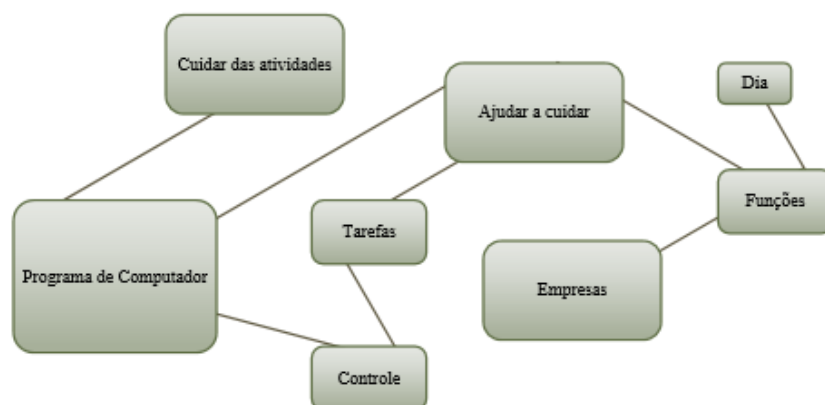 Cuidar das atividades
Ajudar a cuidar
Dia
Tarefas
Funções
Programa de Computador
Empresas
Controle